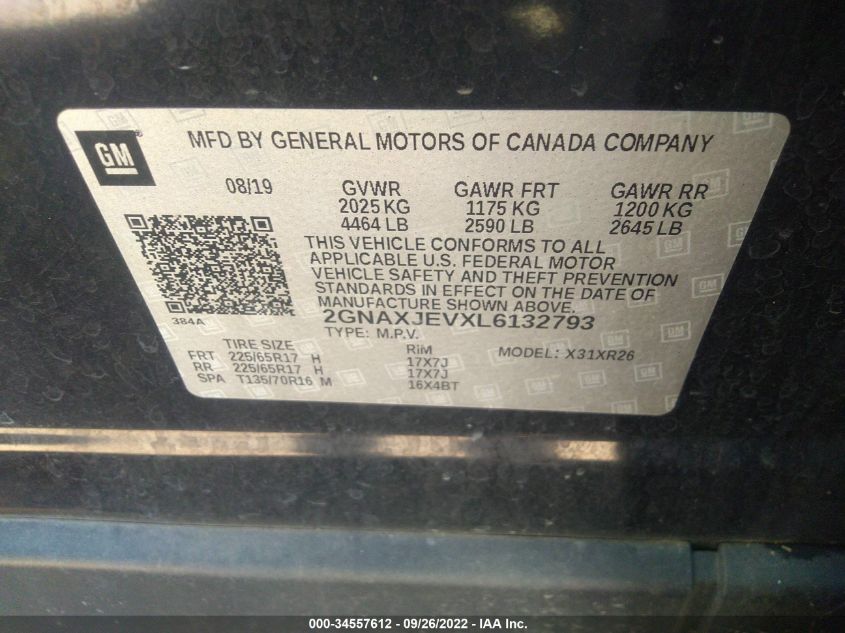 GM
MFD BY GENERAL MOTORS OF CANADA COMPANY
08/19 GVWR GAWR FRT GAWR RR
2025 KG 1175 KG 1200 KG
4464 LB 2590 LB 2645 LB
THIS VEHICLE CONFORMS TO ALL
APPLICABLE U.S. FEDERAL MOTOR
VEHICLE SAFETY AND THEFT PREVENTION
STANDARDS IN EFFECT ON THE DATE OF
MANUFACTURE SHOWN ABOVE.
384A 2GNAXJEVXL6132793
TYPE: M.P.V.
TIRE SIZE RIM MODEL: X31XR26
FRT 225/65R17 H 17X7J
RR 225/65R17 H 17X7J
SPA T135/70R16 M 16X4BT
000-34557612 - 09/26/2022 - IAA Inc.